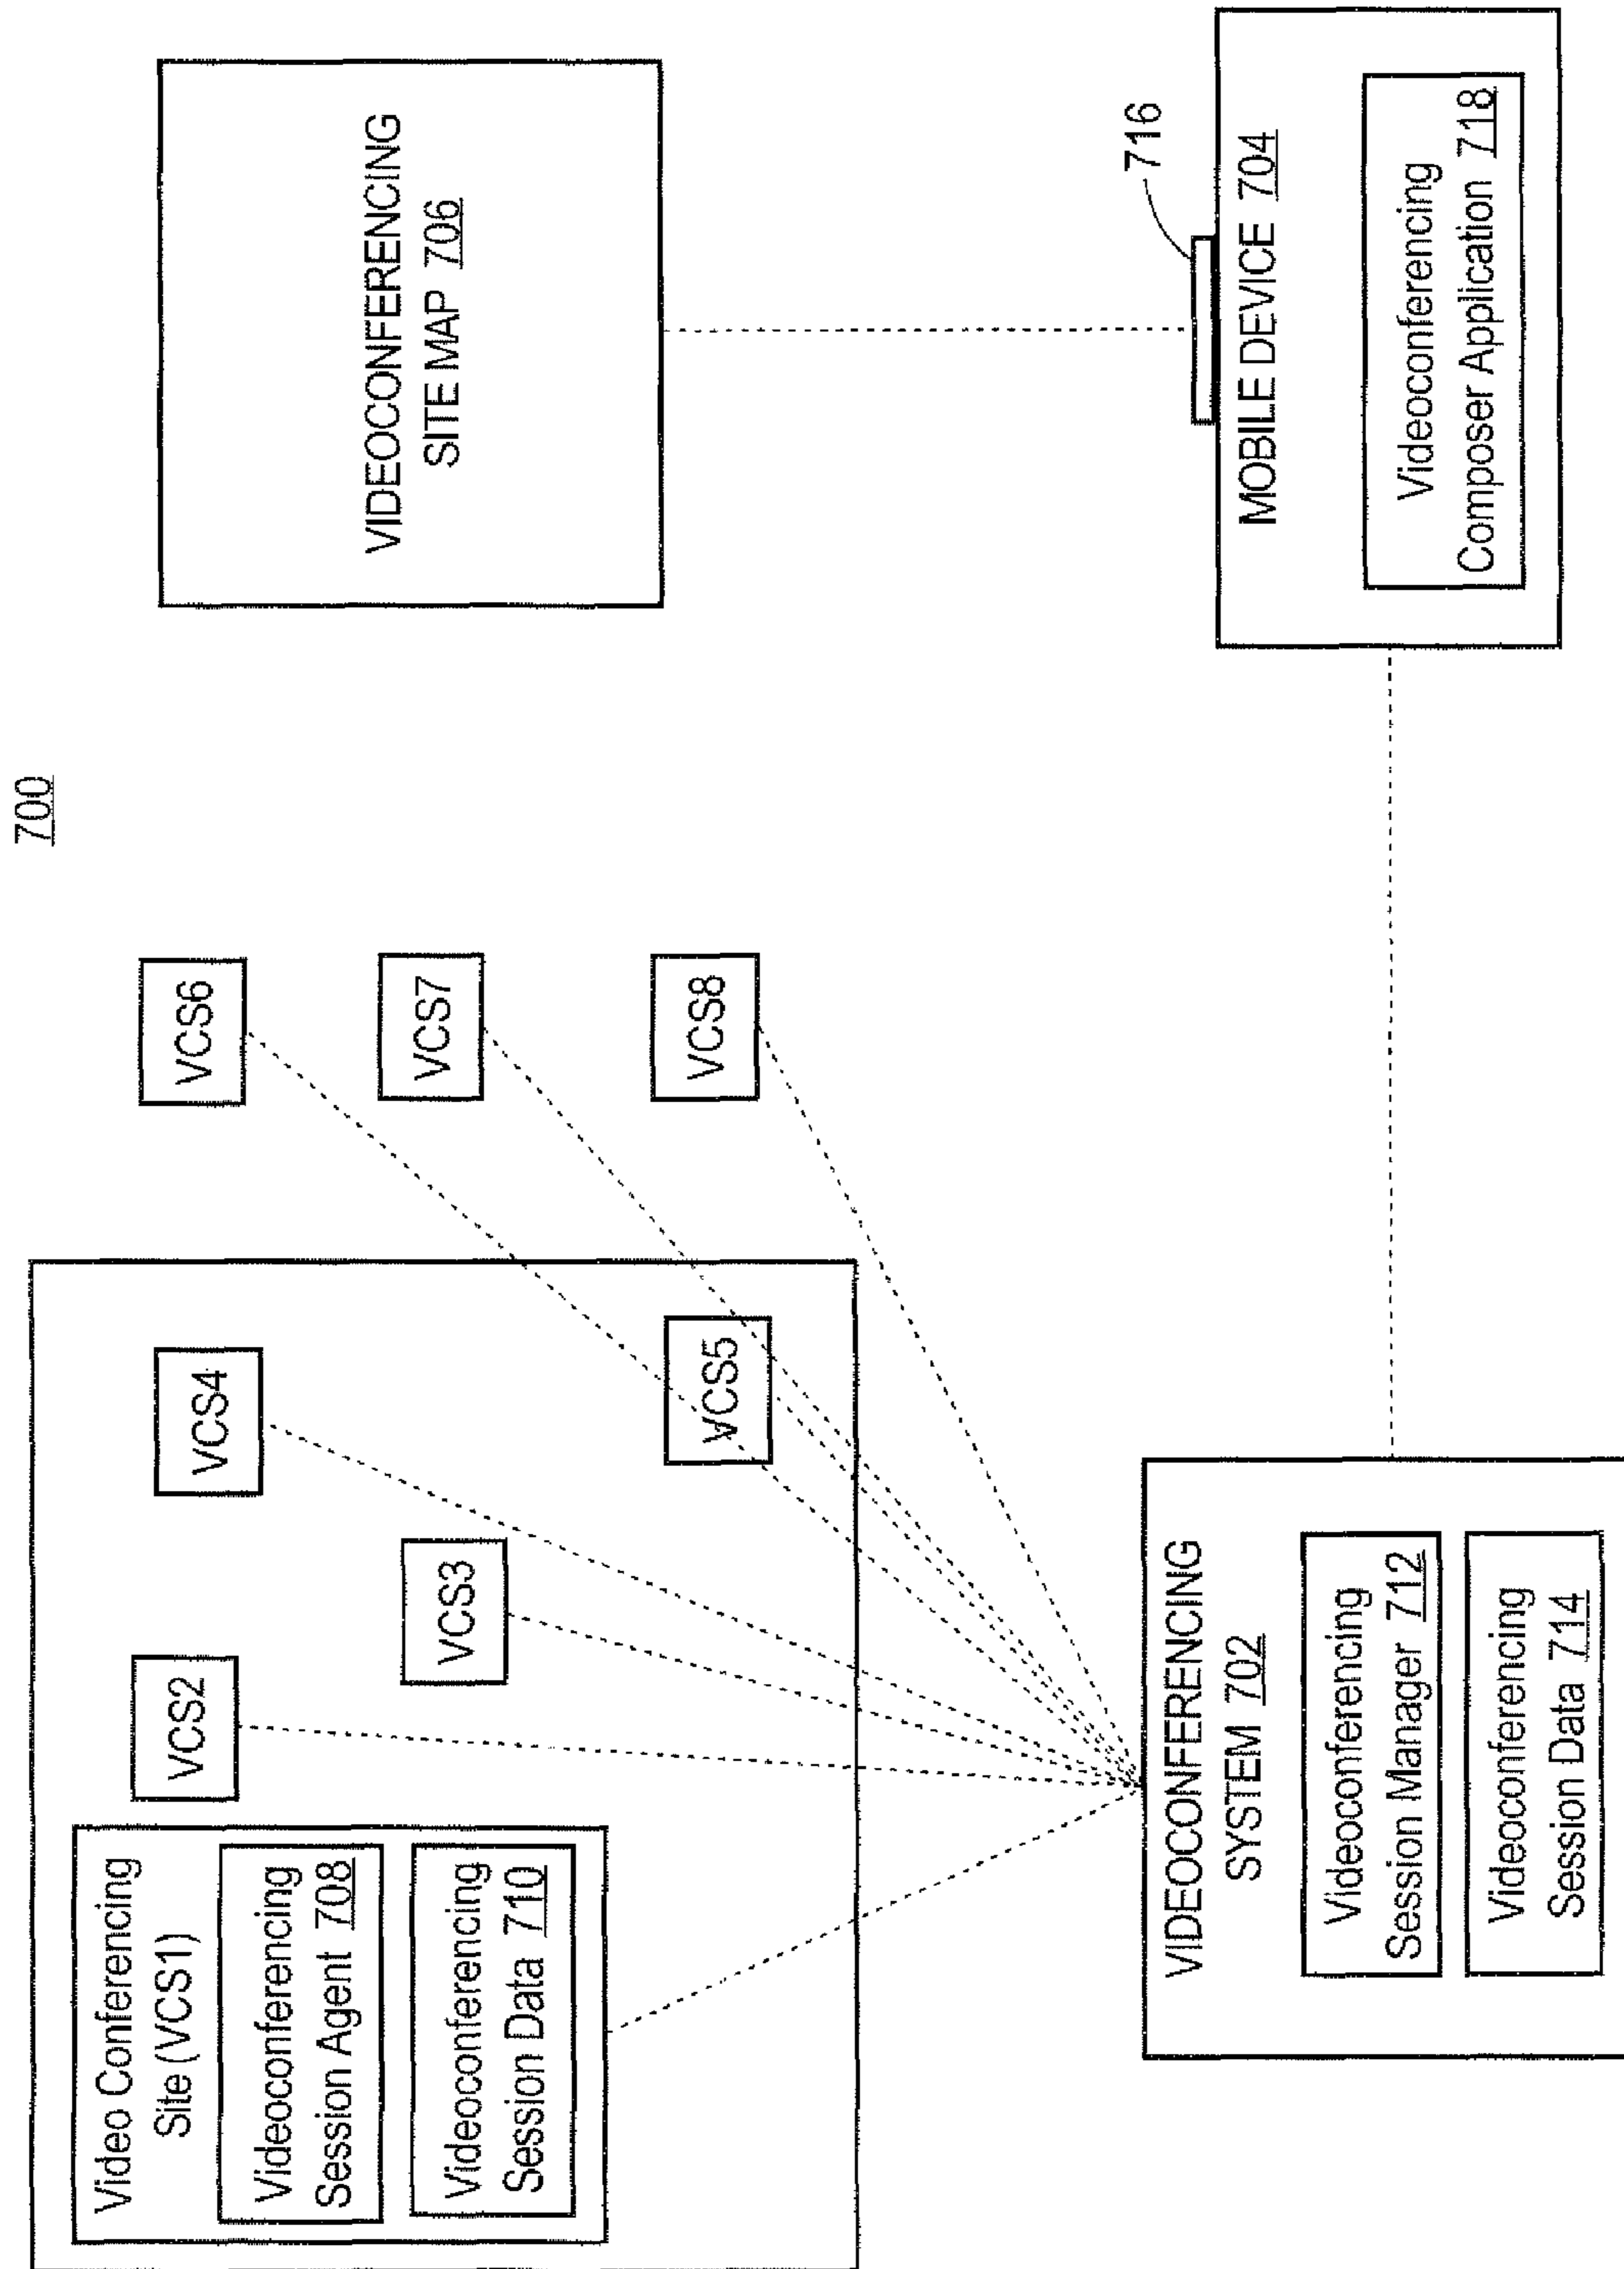 700
Video Conferencing
Site (VCS1)
Videoconferencing
Session Agent 708
Videoconferencing
Session Data 710
VCS2
VCS3
VCS4
VCS5
VCS6
VCS7
VCS8
VIDEOCONFERENCING
SITE MAP 706
VIDEOCONFERENCING
SYSTEM 702
Videoconferencing
Session Manager 712
Videoconferencing
Session Data 714
716
MOBILE DEVICE 704
Videoconferencing
Composer Application 718